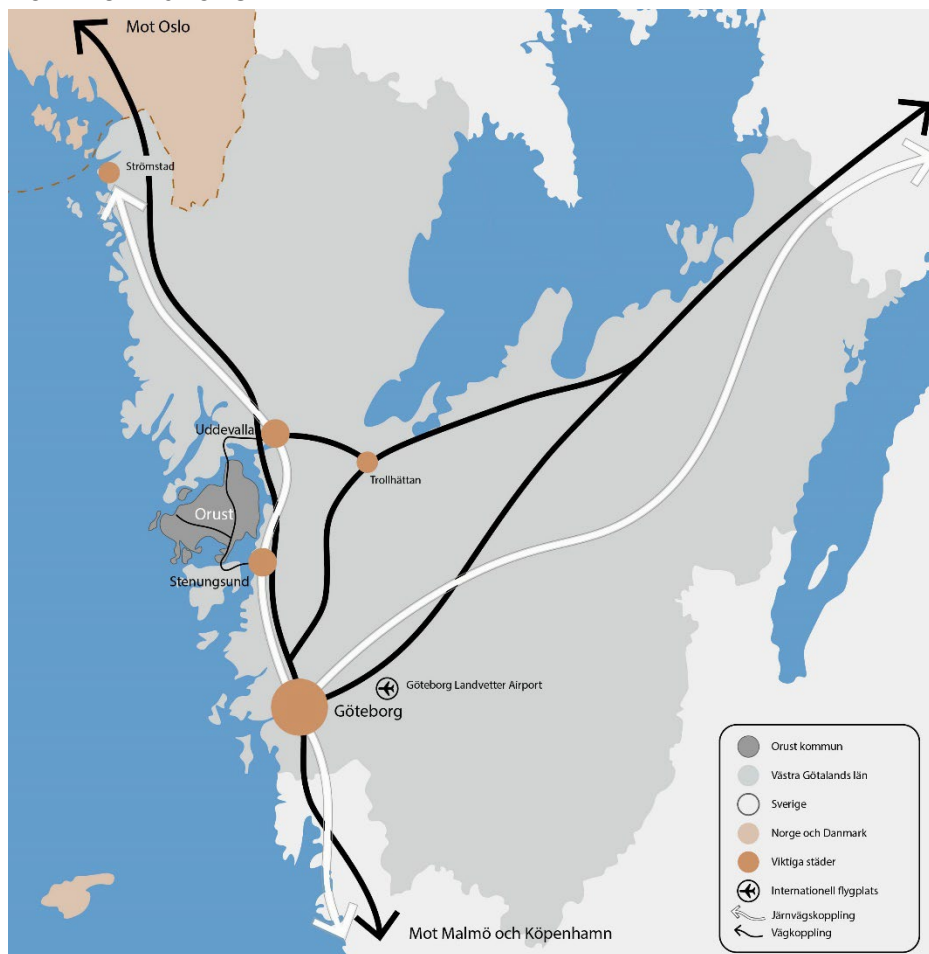 Mot Oslo
Strömstad
Uddevalla
Trollhättan
Orust
Stenungsund
Göteborg Landvetter Airport
Göteborg
Mot Malmö och Köpenhamn
Orust kommun
Västra Götalands län
Sverige
Norge och Danmark
Viktiga städer
Internationell flygplats
Järnvägskoppling
Vägkoppling